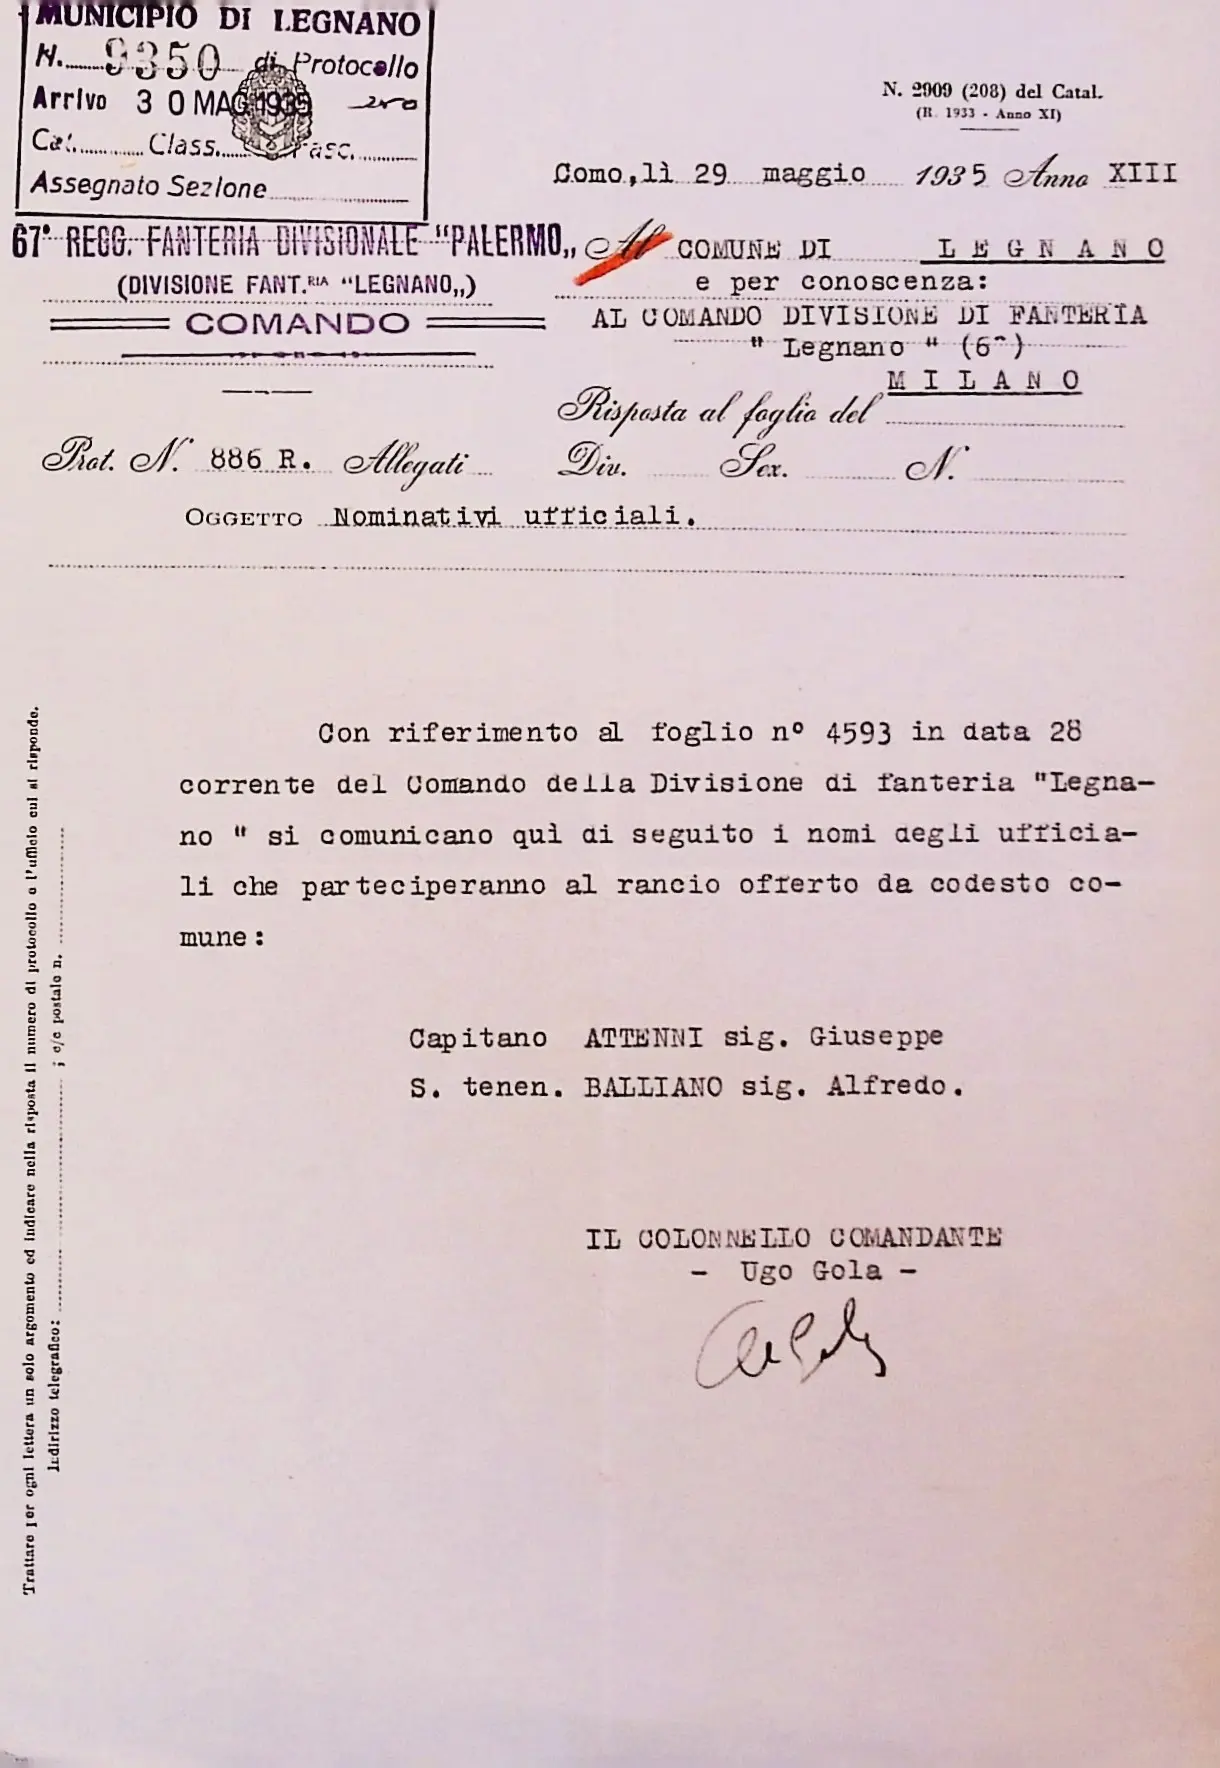 MUNICIPIO DI LEGNANO
N. 9350 di Protocollo
Arrivo 30 MAG. 1935
Cat. Class. Fasc.
Assegnato Sezione
N. 2909 (208) del Catal.
(R. 1933 - Anno XI)
Como,lì 29 maggio 1935 Anno XIII
67° REGG. FANTERIA DIVISIONALE "PALERMO„
(DIVISIONE FANT.RIA "LEGNANO„)
COMANDO
Al COMUNE DI LEGNANO
e per conoscenza:
AL COMANDO DIVISIONE DI FANTERIA
" Legnano " (6^)
MILANO
Risposta al foglio del
Prot. N. 886 R. Allegati Div. Sex. N.
OGGETTO Nominativi ufficiali.
Con riferimento al foglio n° 4593 in data 28
corrente del Comando della Divisione di fanteria "Legna-
no " si comunicano quì di seguito i nomi degli ufficia-
li che parteciperanno al rancio offerto da codesto co-
mune:
Capitano ATTENNI sig. Giuseppe
S. tenen. BALLIANO sig. Alfredo.
IL COLONNELLO COMANDANTE
- Ugo Gola -
Trattare per ogni lettera un solo argomento ed indicare nella risposta il numero di protocollo e l'ufficio cui si risponde.
Indirizzo telegrafico: ; c/c postale n.